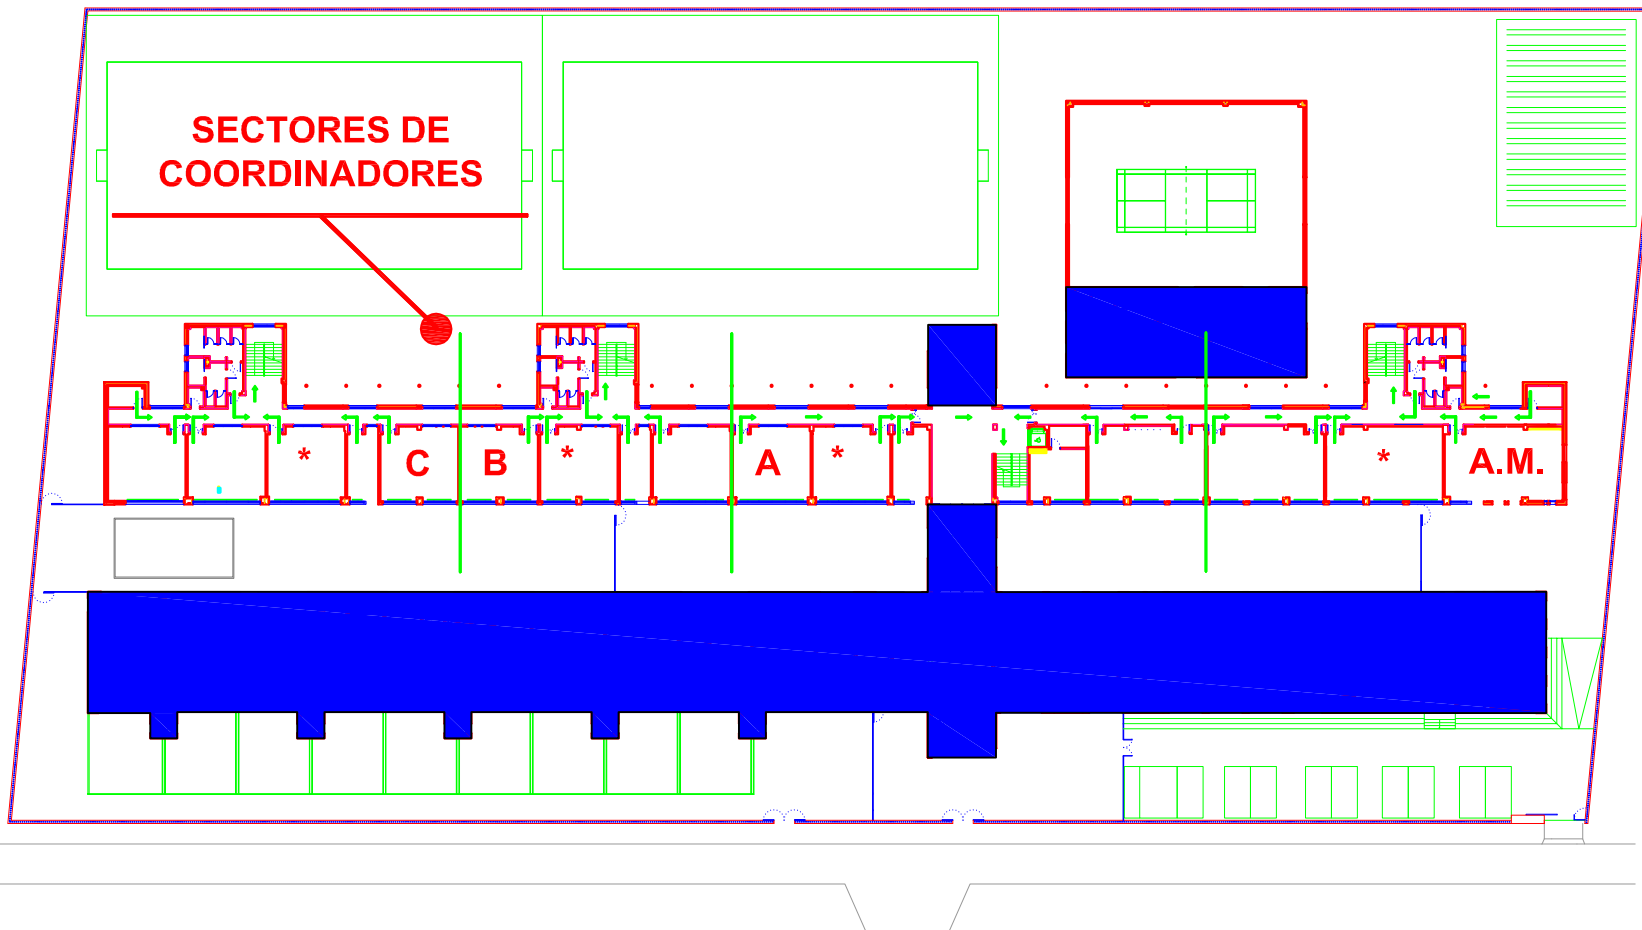 SECTORES DE
COORDINADORES
* C B * A * * A.M.